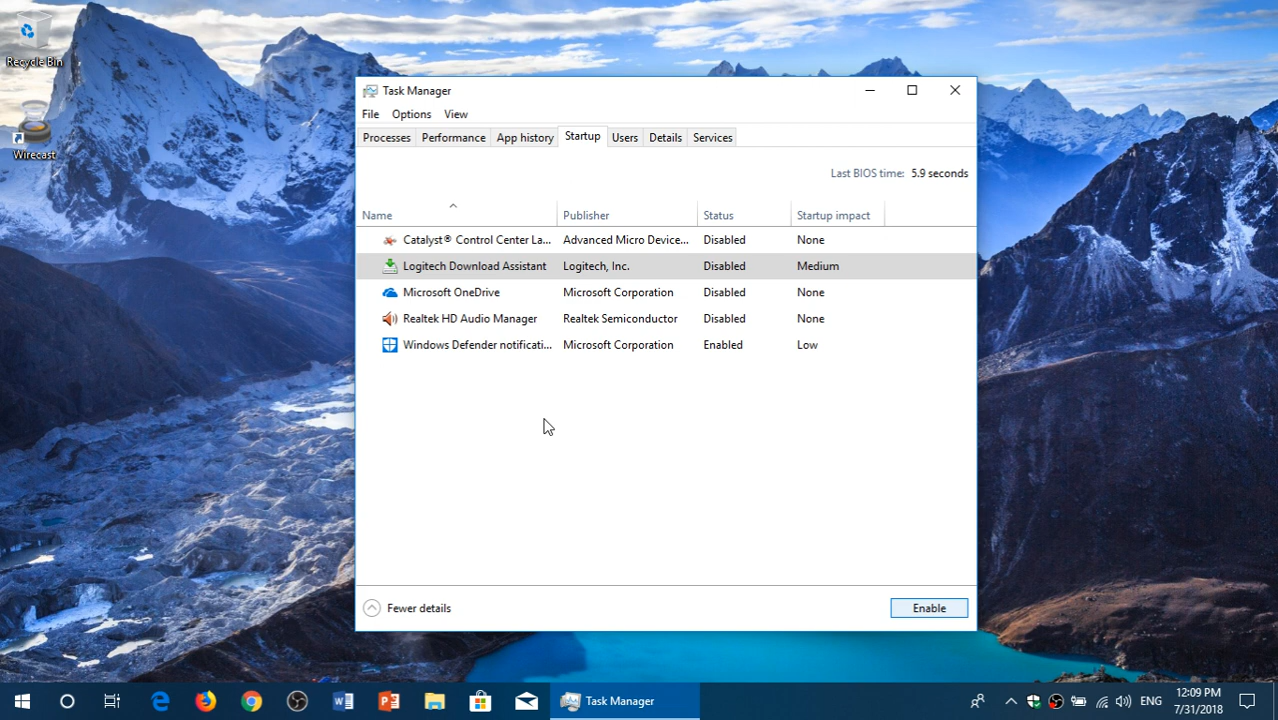 Recycle Bin
Wirecast
Task Manager
File Options View
Processes Performance App history Startup Users Details Services
Last BIOS time: 5.9 seconds
Name Publisher Status Startup impact
Catalyst® Control Center La... Advanced Micro Device... Disabled None
Logitech Download Assistant Logitech, Inc. Disabled Medium
Microsoft OneDrive Microsoft Corporation Disabled None
Realtek HD Audio Manager Realtek Semiconductor Disabled None
Windows Defender notificati... Microsoft Corporation Enabled Low
Fewer details Enable
Task Manager ENG 12:09 PM
7/31/2018